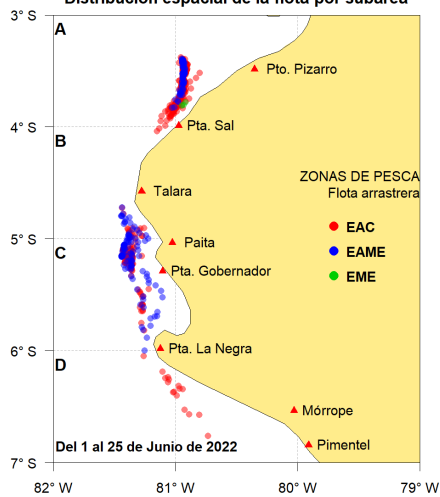 Distribución espacial de la flota por subárea
3° S
A
Pto. Pizarro
Pta. Sal
4° S
B
ZONAS DE PESCA
Flota arrastrera
Talara
EAC
5° S
C
Paita
EAME
Pta. Gobernador
EME
Pta. La Negra
6° S
D
Mórrope
Del 1 al 25 de Junio de 2022
Pimentel
7° S
82° W
81° W
80° W
79° W